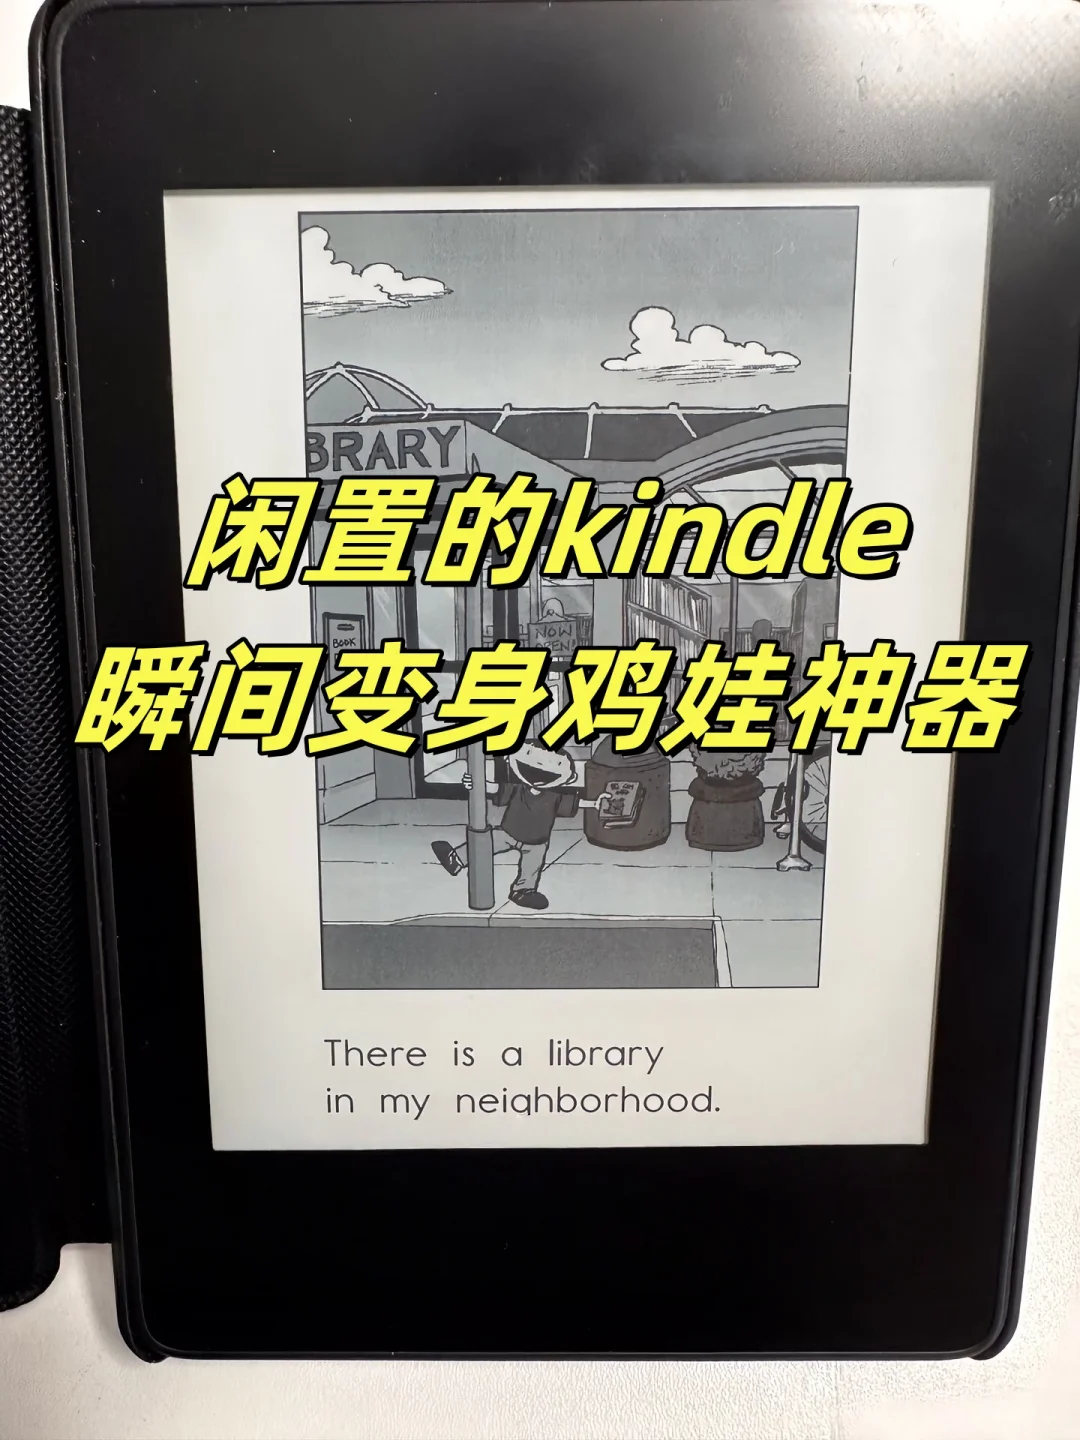 BRARY
闲置的kindle
BOOK
NOW
OPEN
瞬间变身鸡娃神器
There is a library
in my neighborhood.